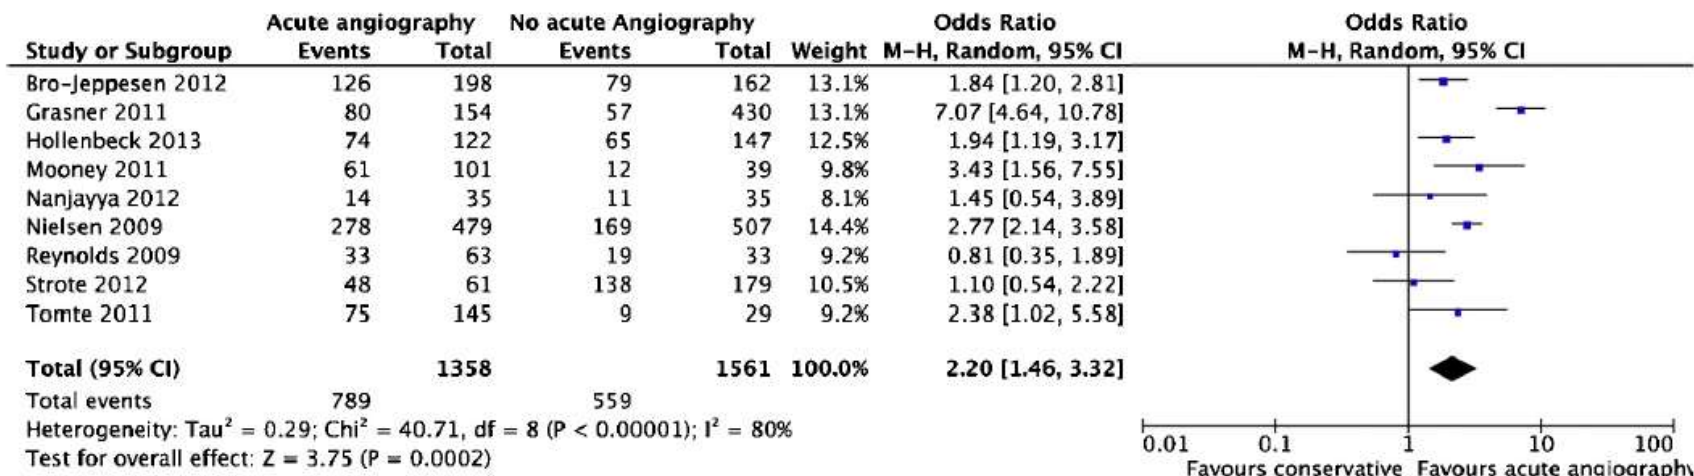 Acute angiography No acute Angiography Odds Ratio Odds Ratio
Study or Subgroup Events Total Events Total Weight M-H, Random, 95% CI M-H, Random, 95% CI
Bro-Jeppesen 2012 126 198 79 162 13.1% 1.84 [1.20, 2.81]
Grasner 2011 80 154 57 430 13.1% 7.07 [4.64, 10.78]
Hollenbeck 2013 74 122 65 147 12.5% 1.94 [1.19, 3.17]
Mooney 2011 61 101 12 39 9.8% 3.43 [1.56, 7.55]
Nanjayya 2012 14 35 11 35 8.1% 1.45 [0.54, 3.89]
Nielsen 2009 278 479 169 507 14.4% 2.77 [2.14, 3.58]
Reynolds 2009 33 63 19 33 9.2% 0.81 [0.35, 1.89]
Strote 2012 48 61 138 179 10.5% 1.10 [0.54, 2.22]
Tomte 2011 75 145 9 29 9.2% 2.38 [1.02, 5.58]
Total (95% CI) 1358 1561 100.0% 2.20 [1.46, 3.32]
Total events 789 559
Heterogeneity: Tau² = 0.29; Chi² = 40.71, df = 8 (P < 0.00001); I² = 80%
Test for overall effect: Z = 3.75 (P = 0.0002)
0.01 0.1 1 10 100
Favours conservative Favours acute angiography